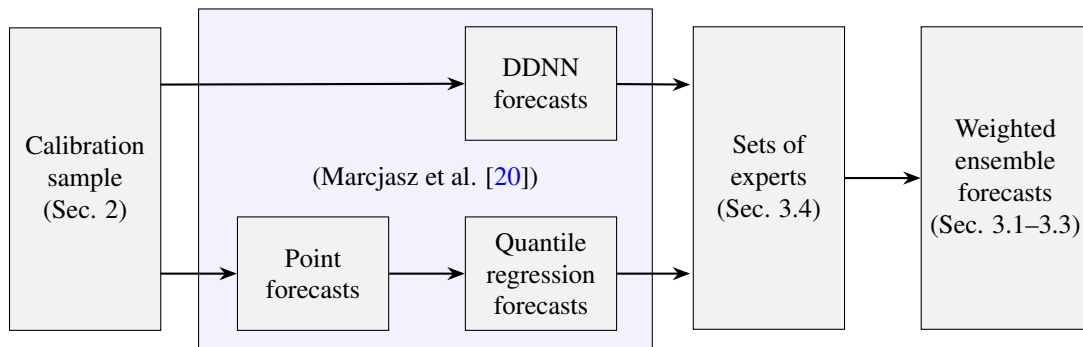 Calibration
sample
(Sec. 2)
DDNN
forecasts
(Marcjasz et al. [20])
Point
forecasts
Quantile
regression
forecasts
Sets of
experts
(Sec. 3.4)
Weighted
ensemble
forecasts
(Sec. 3.1–3.3)